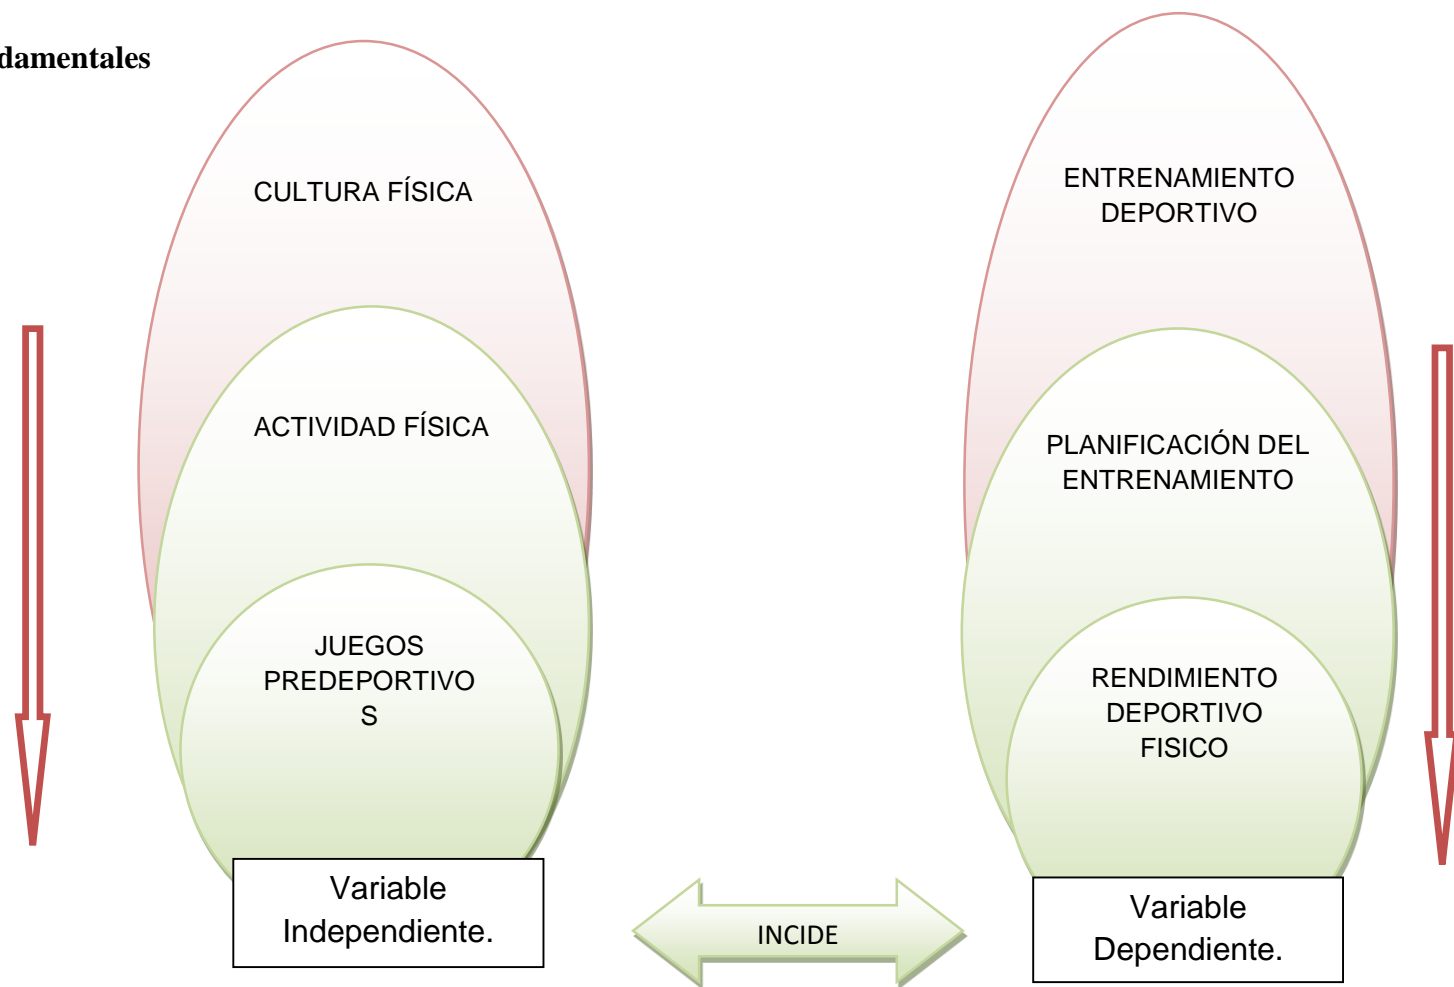 damentales
CULTURA FÍSICA
ACTIVIDAD FÍSICA
JUEGOS
PREDEPORTIVO
S
Variable
Independiente.
INCIDE
ENTRENAMIENTO
DEPORTIVO
PLANIFICACIÓN DEL
ENTRENAMIENTO
RENDIMIENTO
DEPORTIVO
FISICO
Variable
Dependiente.